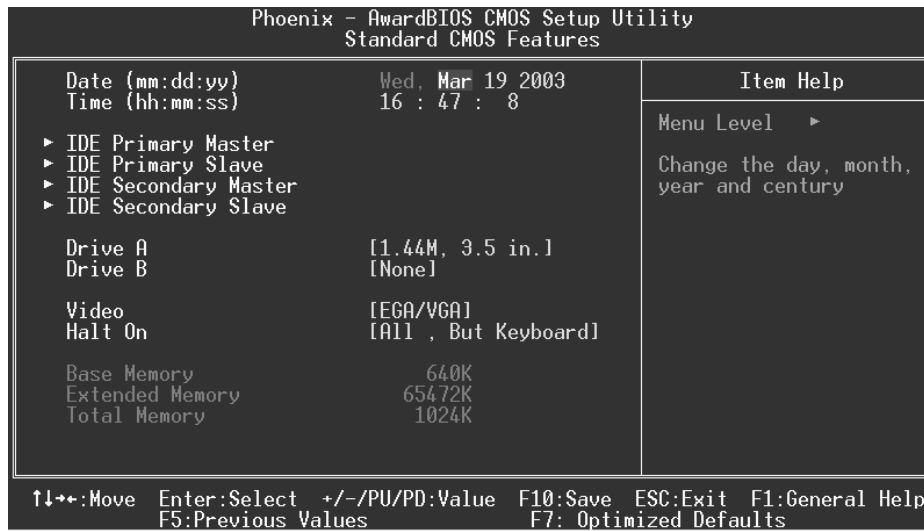 Phoenix - AwardBIOS CMOS Setup Utility
Standard CMOS Features
Date (mm:dd:yy) Wed, Mar 19 2003
Time (hh:mm:ss) 16 : 47 : 8
► IDE Primary Master
► IDE Primary Slave
► IDE Secondary Master
► IDE Secondary Slave
Drive A [1.44M, 3.5 in.]
Drive B [None]
Video [EGA/VGA]
Halt On [All , But Keyboard]
Base Memory 640K
Extended Memory 65472K
Total Memory 1024K
Item Help
Menu Level ►
Change the day, month,
year and century
↑↓→←:Move Enter:Select +/-/PU/PD:Value F10:Save ESC:Exit F1:General Help
F5:Previous Values F7: Optimized Defaults